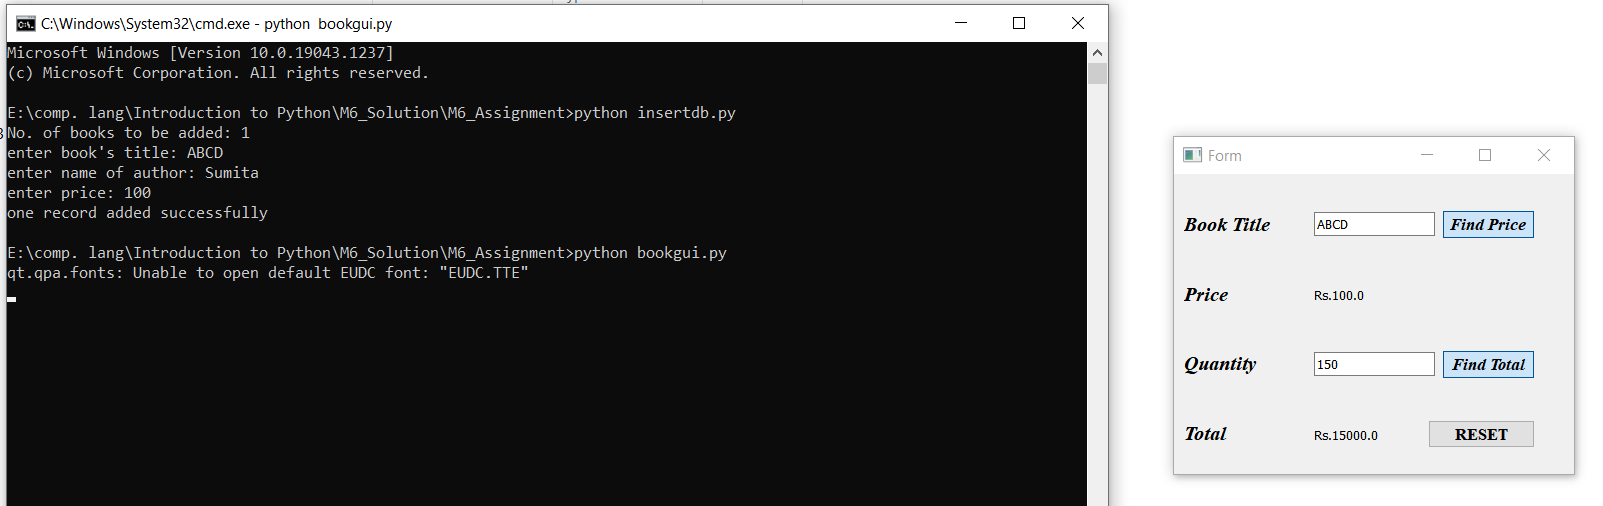 C:\Windows\System32\cmd.exe - python  bookgui.py
Microsoft Windows [Version 10.0.19043.1237]
(c) Microsoft Corporation. All rights reserved.
E:\comp. lang\Introduction to Python\M6_Solution\M6_Assignment>python insertdb.py
No. of books to be added: 1
enter book's title: ABCD
enter name of author: Sumita
enter price: 100
one record added successfully
E:\comp. lang\Introduction to Python\M6_Solution\M6_Assignment>python bookgui.py
qt.qpa.fonts: Unable to open default EUDC font: "EUDC.TTE"
Form
Book Title ABCD Find Price
Price Rs.100.0
Quantity 150 Find Total
Total Rs.15000.0 RESET